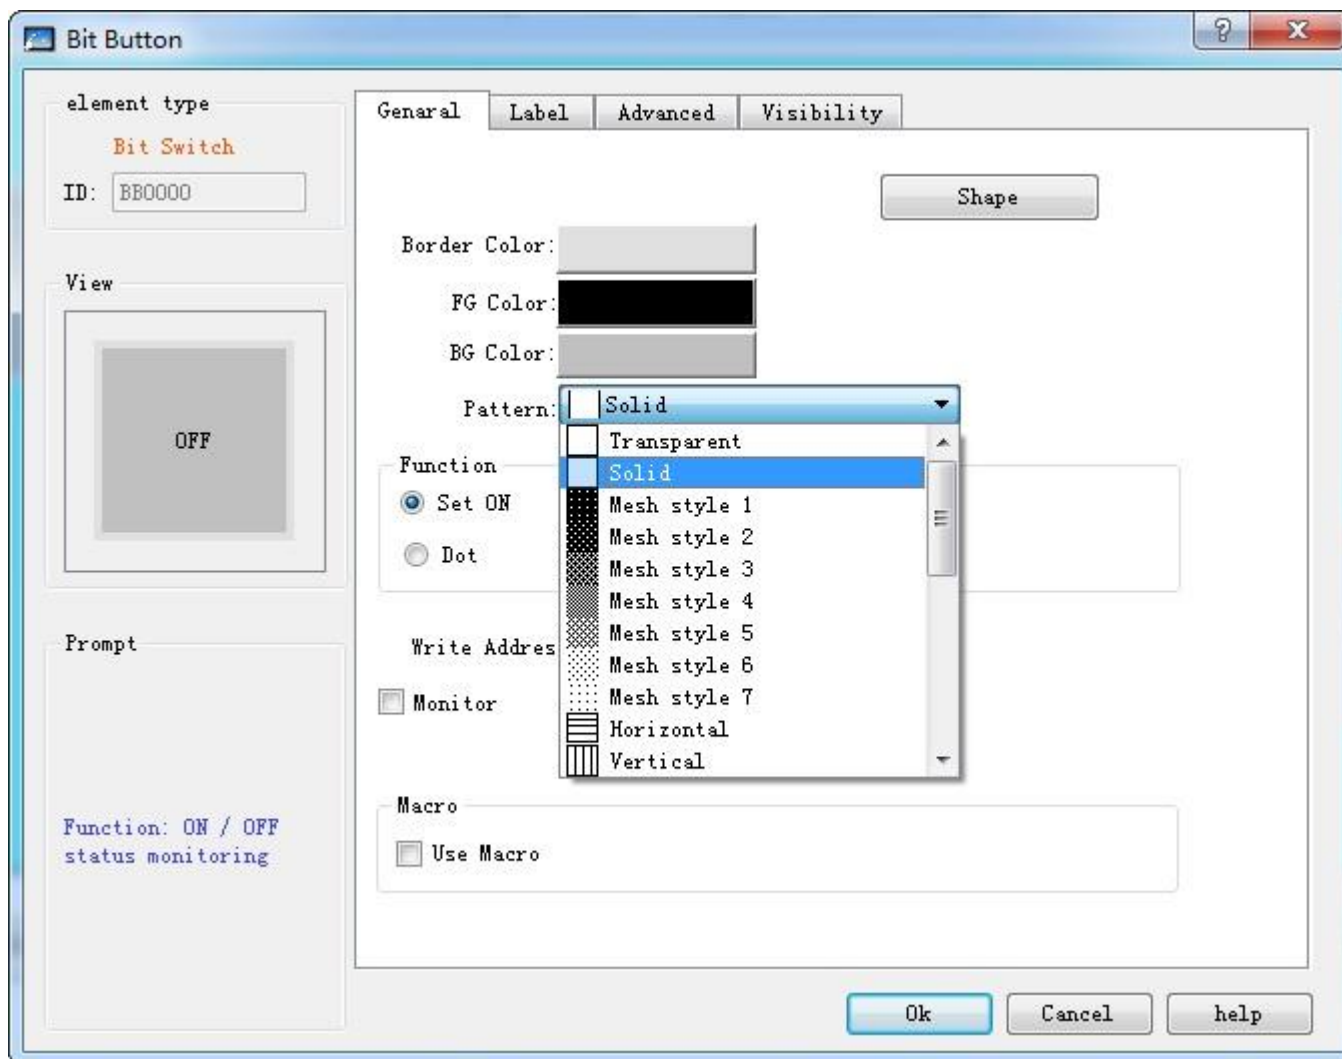 Bit Button
element type
Bit Switch
ID: BB0000
View
OFF
Prompt
Function: ON / OFF
status monitoring
Genaral Label Advanced Visibility
Shape
Border Color:
FG Color:
BG Color:
Pattern: Solid
Transparent
Solid
Mesh style 1
Mesh style 2
Mesh style 3
Mesh style 4
Mesh style 5
Mesh style 6
Mesh style 7
Horizontal
Vertical
Function
Set ON
Dot
Write Addres
Monitor
Macro
Use Macro
Ok Cancel help